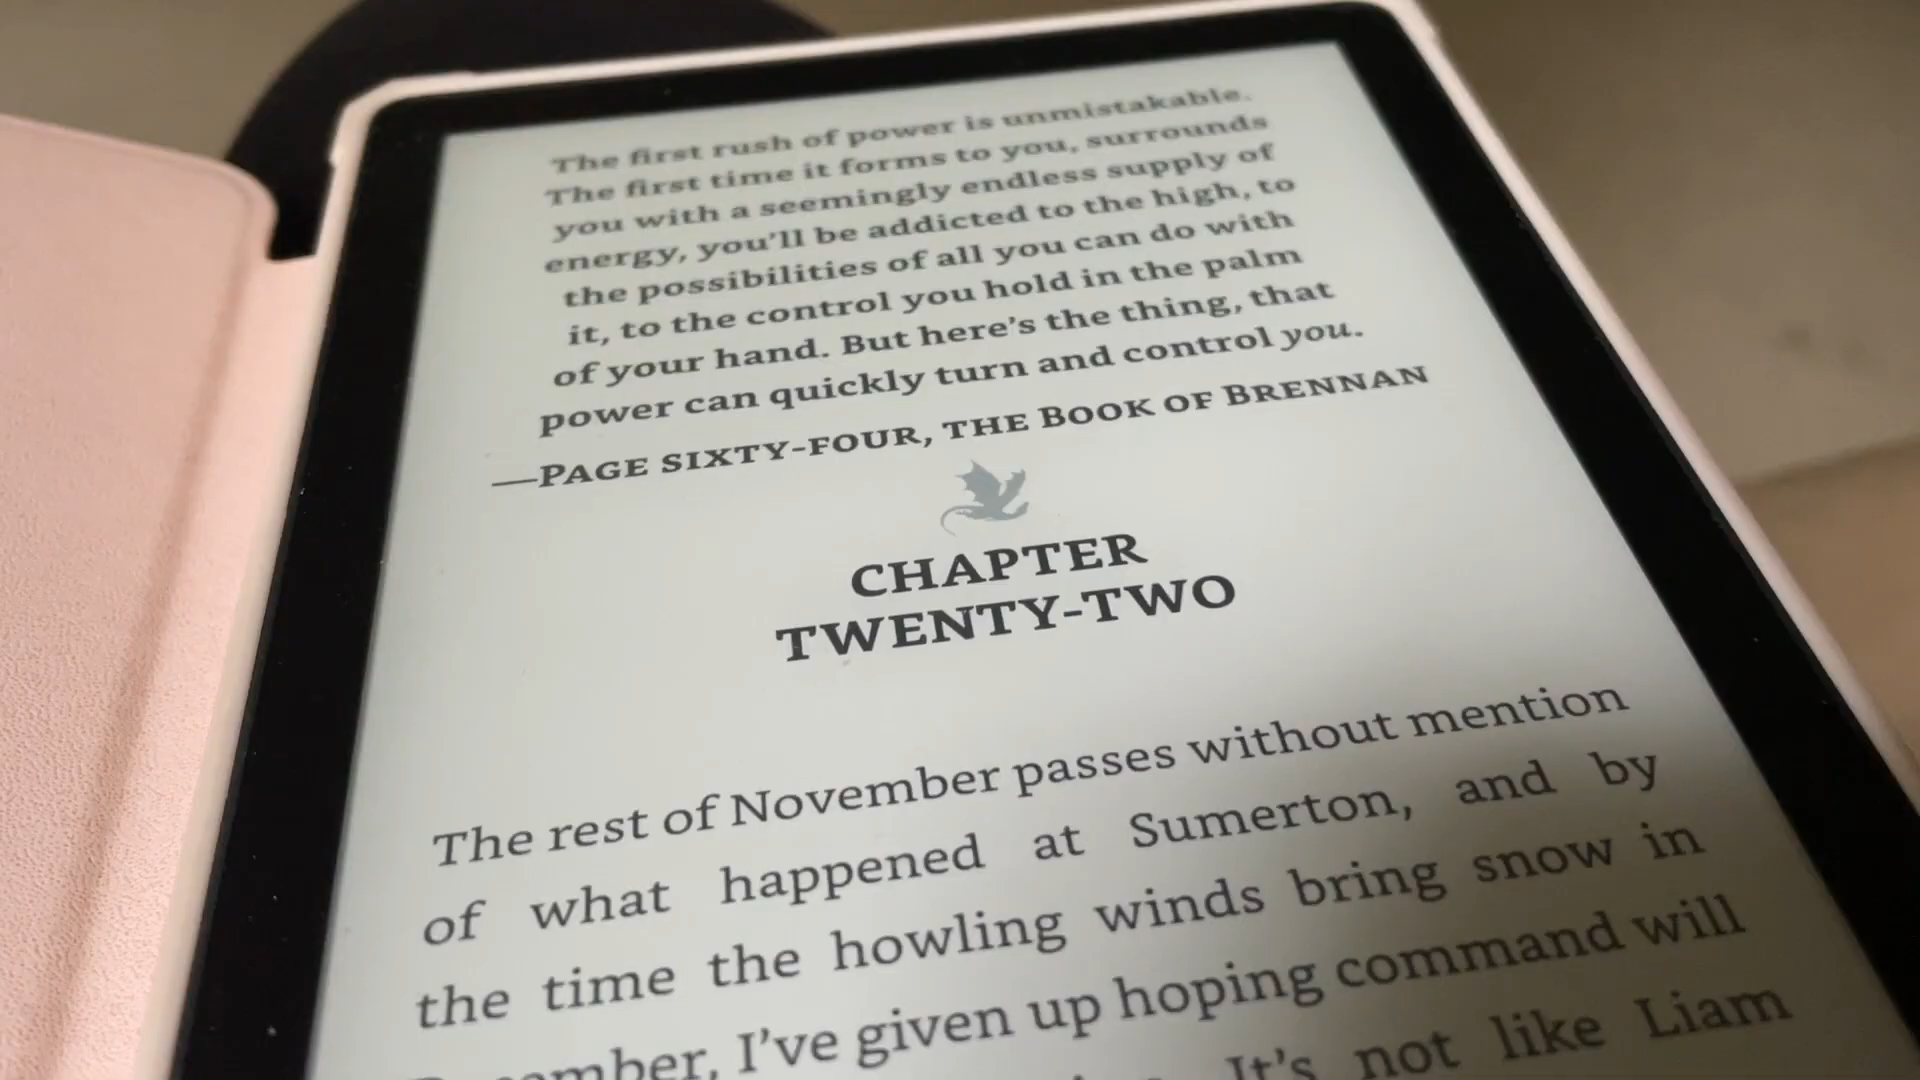 The first rush of power is unmistakable.
The first time it forms to you, surrounds
you with a seemingly endless supply of
energy, you’ll be addicted to the high, to
the possibilities of all you can do with
it, to the control you hold in the palm
of your hand. But here’s the thing, that
power can quickly turn and control you.
—PAGE SIXTY-FOUR, THE BOOK OF BRENNAN
CHAPTER
TWENTY-TWO
The rest of November passes without mention
of what happened at Sumerton, and by
the time the howling winds bring snow in
December, I’ve given up hoping command will
It’s not like Liam